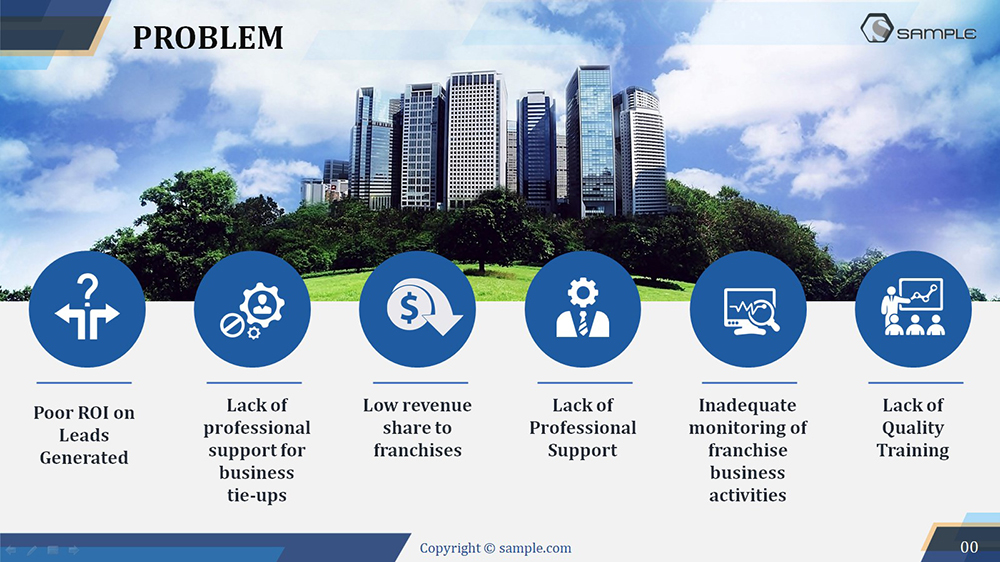 PROBLEM
SAMPLE
?
$
Poor ROI on
Leads
Generated
Lack of
professional
support for
business
tie-ups
Low revenue
share to
franchises
Lack of
Professional
Support
Inadequate
monitoring of
franchise
business
activities
Lack of
Quality
Training
Copyright © sample.com
00